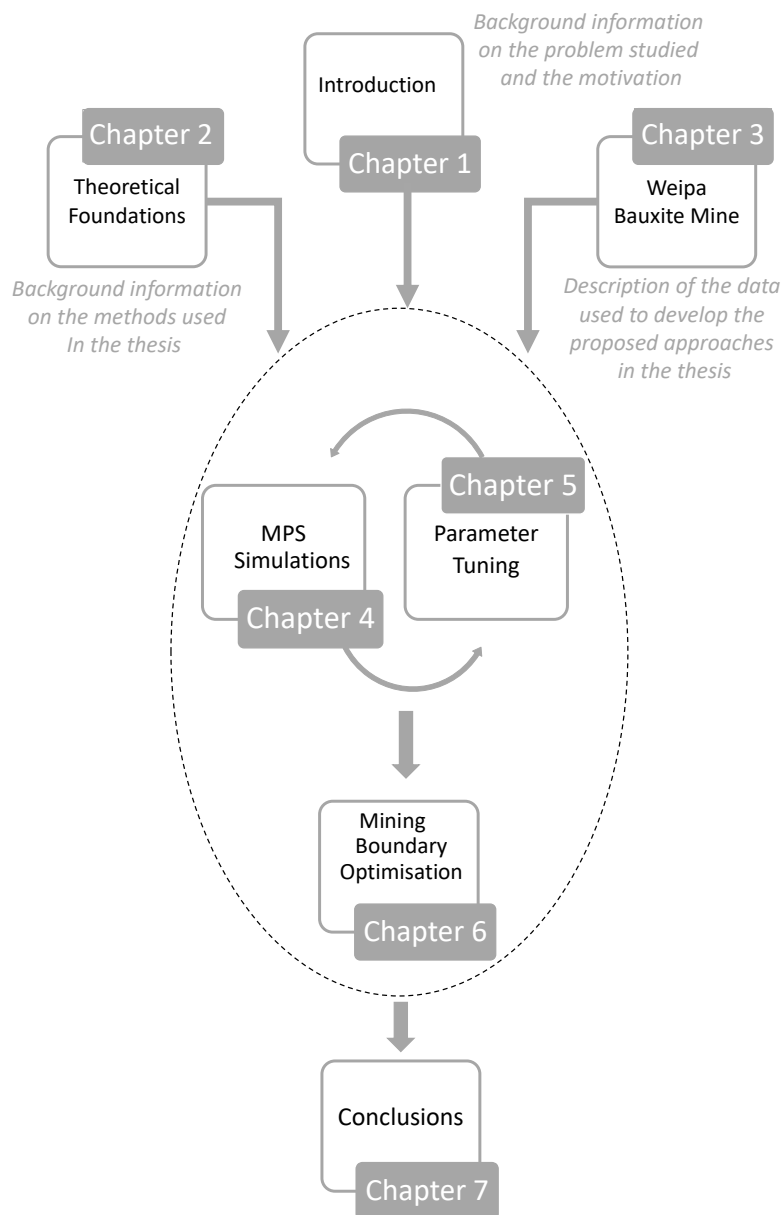 Background information
on the problem studied
and the motivation
Introduction
Chapter 1
Chapter 2
Theoretical
Foundations
Background information
on the methods used
In the thesis
Chapter 3
Weipa
Bauxite Mine
Description of the data
used to develop the
proposed approaches
in the thesis
MPS
Simulations
Chapter 4
Chapter 5
Parameter
Tuning
Mining
Boundary
Optimisation
Chapter 6
Conclusions
Chapter 7